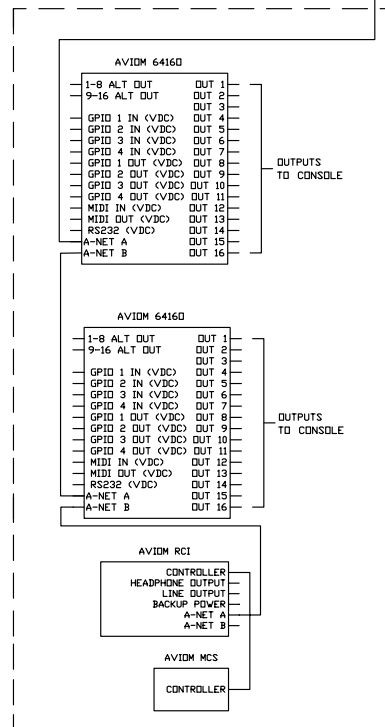 AVIOM 6416O
1-8 ALT OUT OUT 1
9-16 ALT OUT OUT 2
OUT 3
GPIO 1 IN (VDC) OUT 4
GPIO 2 IN (VDC) OUT 5
GPIO 3 IN (VDC) OUT 6
GPIO 4 IN (VDC) OUT 7
GPIO 1 OUT (VDC) OUT 8
GPIO 2 OUT (VDC) OUT 9
GPIO 3 OUT (VDC) OUT 10
GPIO 4 OUT (VDC) OUT 11
MIDI IN (VDC) OUT 12
MIDI OUT (VDC) OUT 13
RS232 (VDC) OUT 14
A-NET A OUT 15
A-NET B OUT 16
OUTPUTS
TO CONSOLE
AVIOM 6416O
1-8 ALT OUT OUT 1
9-16 ALT OUT OUT 2
OUT 3
GPIO 1 IN (VDC) OUT 4
GPIO 2 IN (VDC) OUT 5
GPIO 3 IN (VDC) OUT 6
GPIO 4 IN (VDC) OUT 7
GPIO 1 OUT (VDC) OUT 8
GPIO 2 OUT (VDC) OUT 9
GPIO 3 OUT (VDC) OUT 10
GPIO 4 OUT (VDC) OUT 11
MIDI IN (VDC) OUT 12
MIDI OUT (VDC) OUT 13
RS232 (VDC) OUT 14
A-NET A OUT 15
A-NET B OUT 16
OUTPUTS
TO CONSOLE
AVIOM RCI
CONTROLLER
HEADPHONE OUTPUT
LINE OUTPUT
BACKUP POWER
A-NET A
A-NET B
AVIOM MCS
CONTROLLER